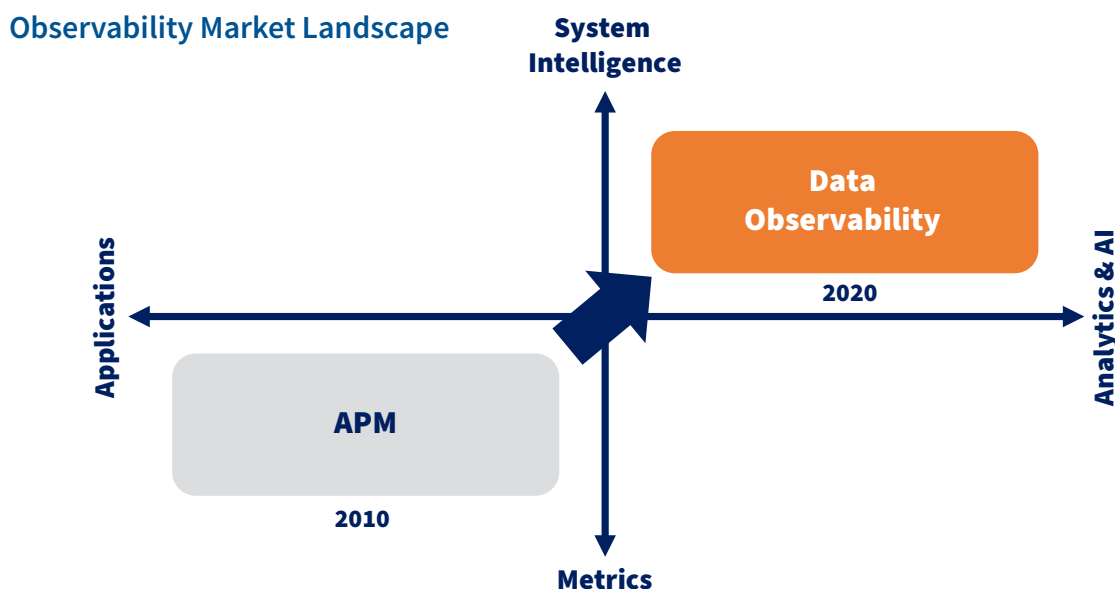 Observability Market Landscape
System
Intelligence
Data
Observability
2020
Applications
Analytics & AI
APM
2010
Metrics